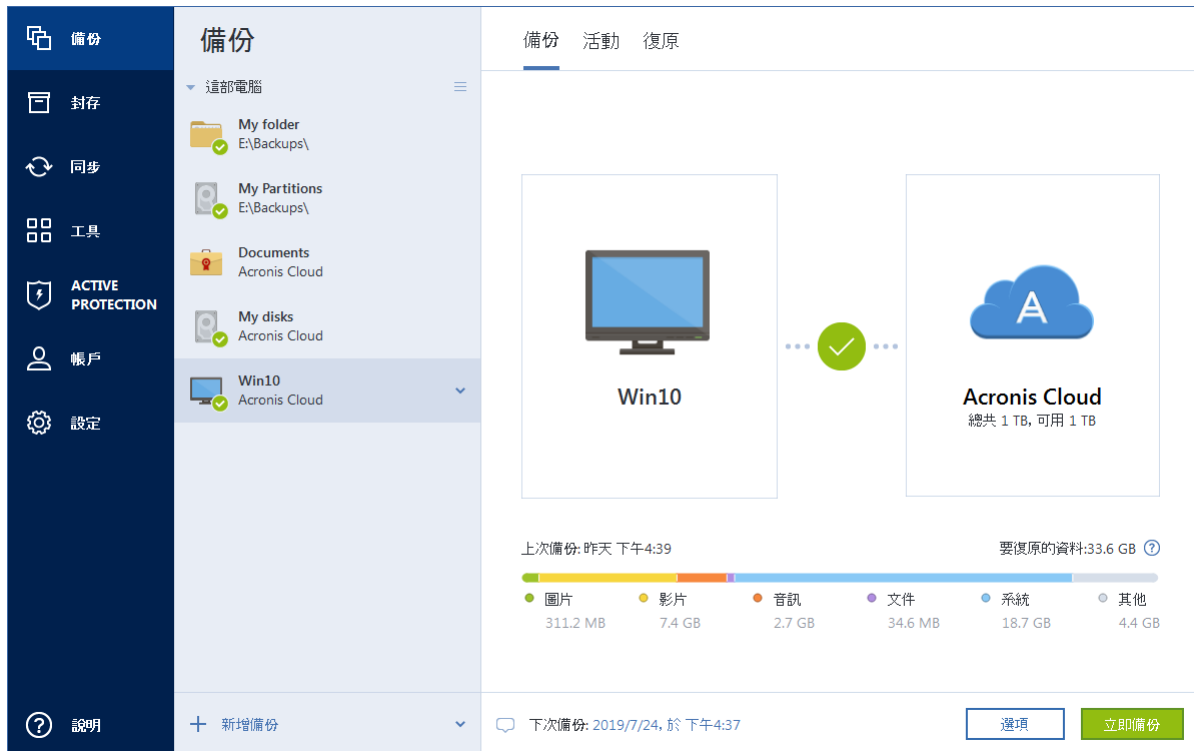 備份
封存
同步
工具
ACTIVE
PROTECTION
帳戶
設定
說明
備份
這部電腦
My folder
E:\Backups\
My Partitions
E:\Backups\
Documents
Acronis Cloud
My disks
Acronis Cloud
Win10
Acronis Cloud
新增備份
備份 活動 復原
Win10
A
Acronis Cloud
總共 1 TB, 可用 1 TB
上次備份: 昨天 下午4:39
要復原的資料:33.6 GB ?
圖片 影片 音訊 文件 系統 其他
311.2 MB 7.4 GB 2.7 GB 34.6 MB 18.7 GB 4.4 GB
下次備份: 2019/7/24, 於 下午4:37
選項
立即備份